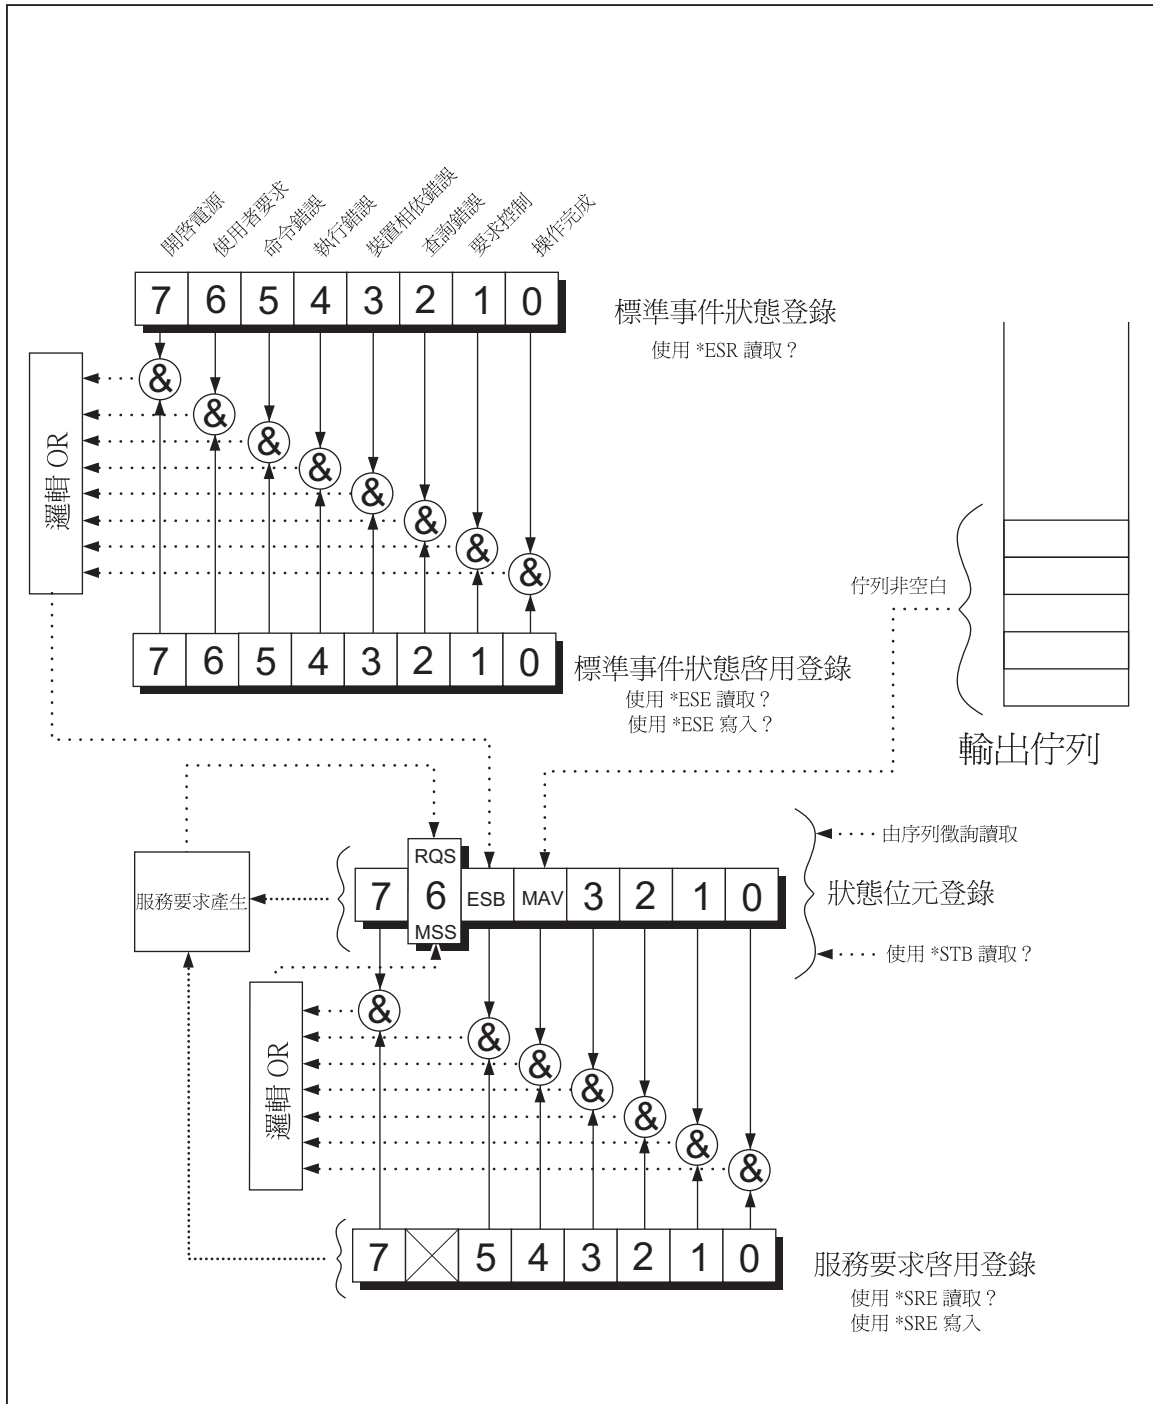 開啓電源
使用者要求
命令錯誤
執行錯誤
裝置相依錯誤
查詢錯誤
要求控制
操作完成
7 6 5 4 3 2 1 0
標準事件狀態登錄
使用 *ESR 讀取？
& & & & & & & &
邏輯 OR
佇列非空白
7 6 5 4 3 2 1 0
標準事件狀態啓用登錄
使用 *ESE 讀取？
使用 *ESE 寫入？
輸出佇列
由序列徵詢讀取
服務要求產生
RQS
7 6 ESB MAV 3 2 1 0
MSS
狀態位元登錄
使用 *STB 讀取？
& & & & & & &
邏輯 OR
7 5 4 3 2 1 0
服務要求啓用登錄
使用 *SRE 讀取？
使用 *SRE 寫入